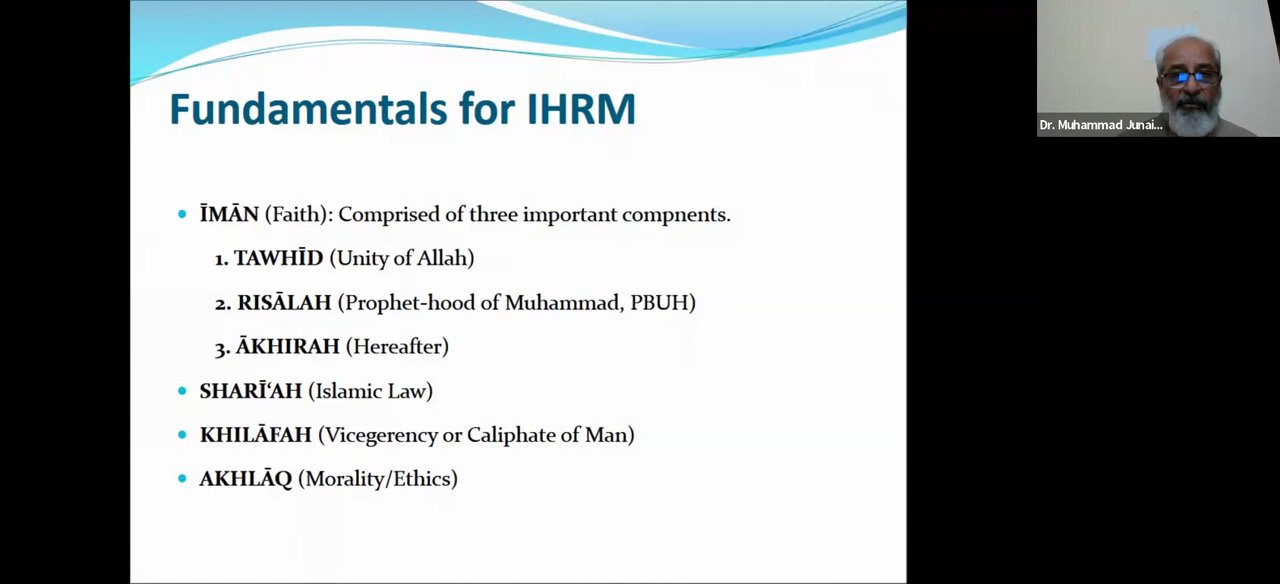 Fundamentals for IHRM
Dr. Muhammad Junai...
• ĪMĀN (Faith): Comprised of three important compnents.
1. TAWHĪD (Unity of Allah)
2. RISĀLAH (Prophet-hood of Muhammad, PBUH)
3. ĀKHIRAH (Hereafter)
• SHARĪ‘AH (Islamic Law)
• KHILĀFAH (Vicegerency or Caliphate of Man)
• AKHLĀQ (Morality/Ethics)